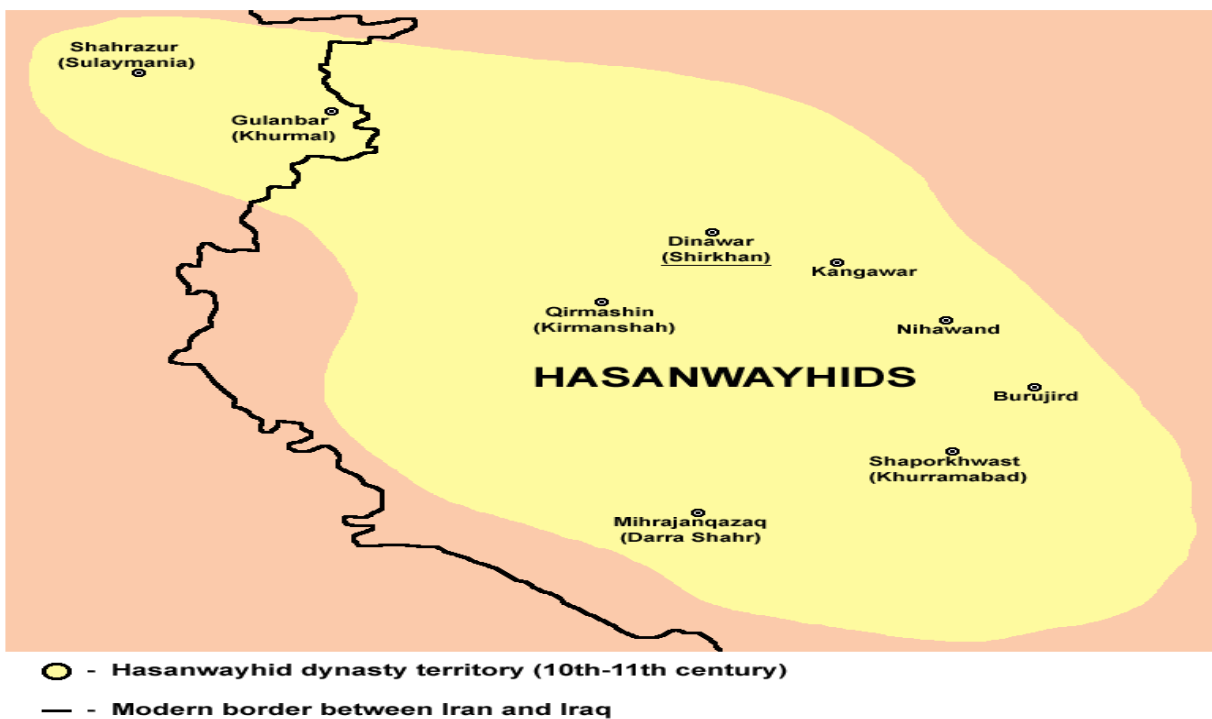 Shahrazur
(Sulaymania)
Gulanbar
(Khurmal)
Dinawar
(Shirkhan)
Kangawar
Qirmashin
(Kirmanshah)
Nihawand
HASANWAYHIDS
Burujird
Shaporkhwast
(Khurramabad)
Mihrajanqazaq
(Darra Shahr)
- Hasanwayhid dynasty territory (10th-11th century)
- Modern border between Iran and Iraq